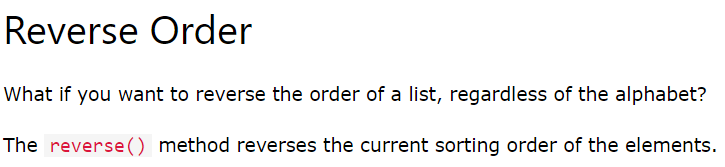 Reverse Order
What if you want to reverse the order of a list, regardless of the alphabet?
The reverse() method reverses the current sorting order of the elements.